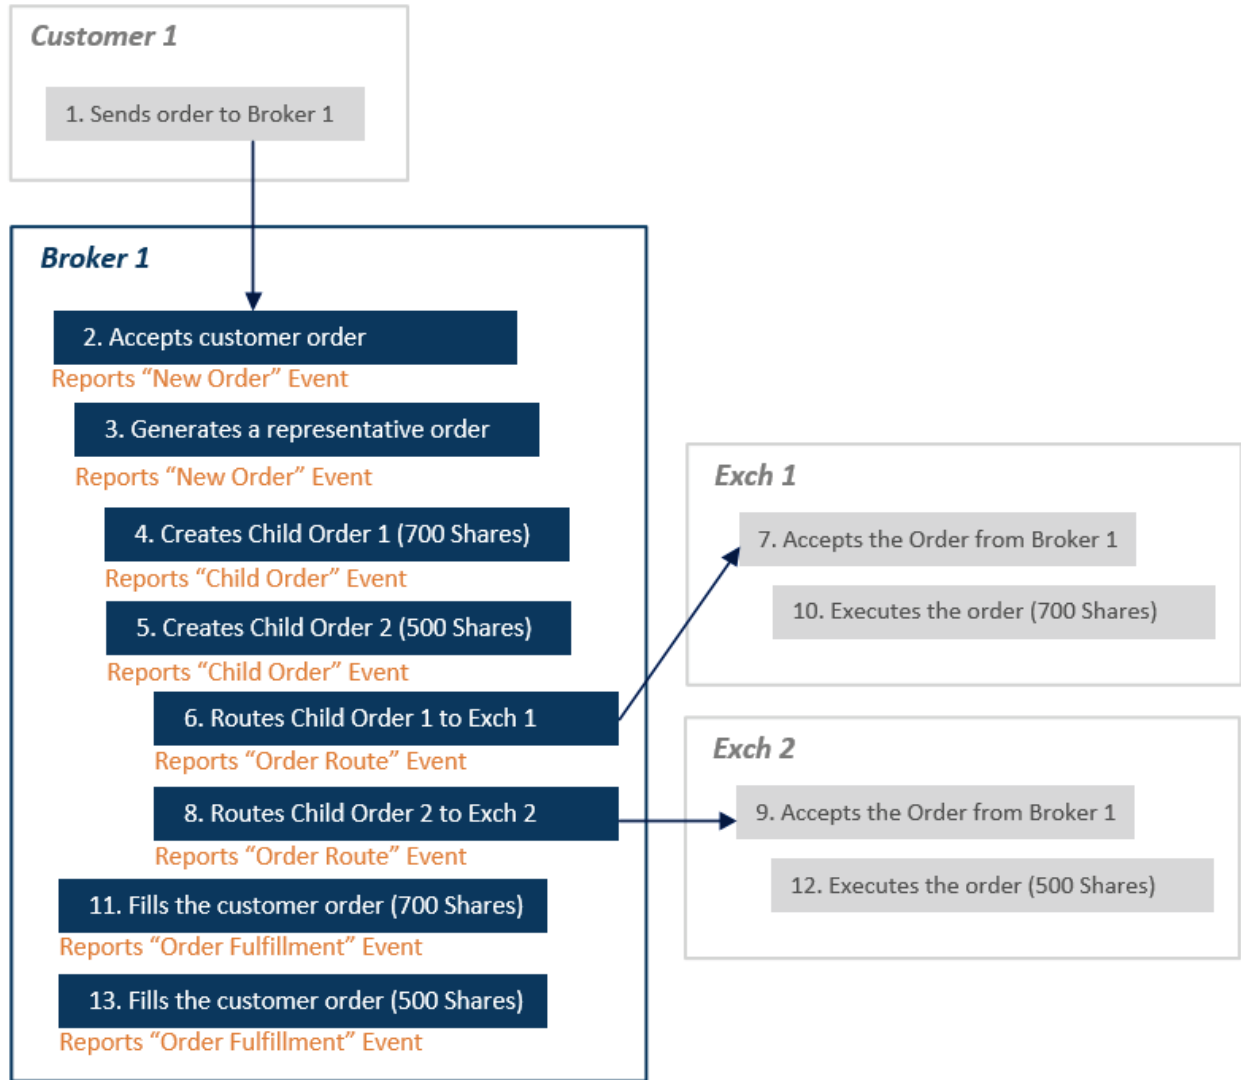 Customer 1
1. Sends order to Broker 1
Broker 1
2. Accepts customer order
Reports “New Order” Event
3. Generates a representative order
Reports “New Order” Event
4. Creates Child Order 1 (700 Shares)
Reports “Child Order” Event
5. Creates Child Order 2 (500 Shares)
Reports “Child Order” Event
6. Routes Child Order 1 to Exch 1
Reports “Order Route” Event
8. Routes Child Order 2 to Exch 2
Reports “Order Route” Event
11. Fills the customer order (700 Shares)
Reports “Order Fulfillment” Event
13. Fills the customer order (500 Shares)
Reports “Order Fulfillment” Event
Exch 1
7. Accepts the Order from Broker 1
10. Executes the order (700 Shares)
Exch 2
9. Accepts the Order from Broker 1
12. Executes the order (500 Shares)